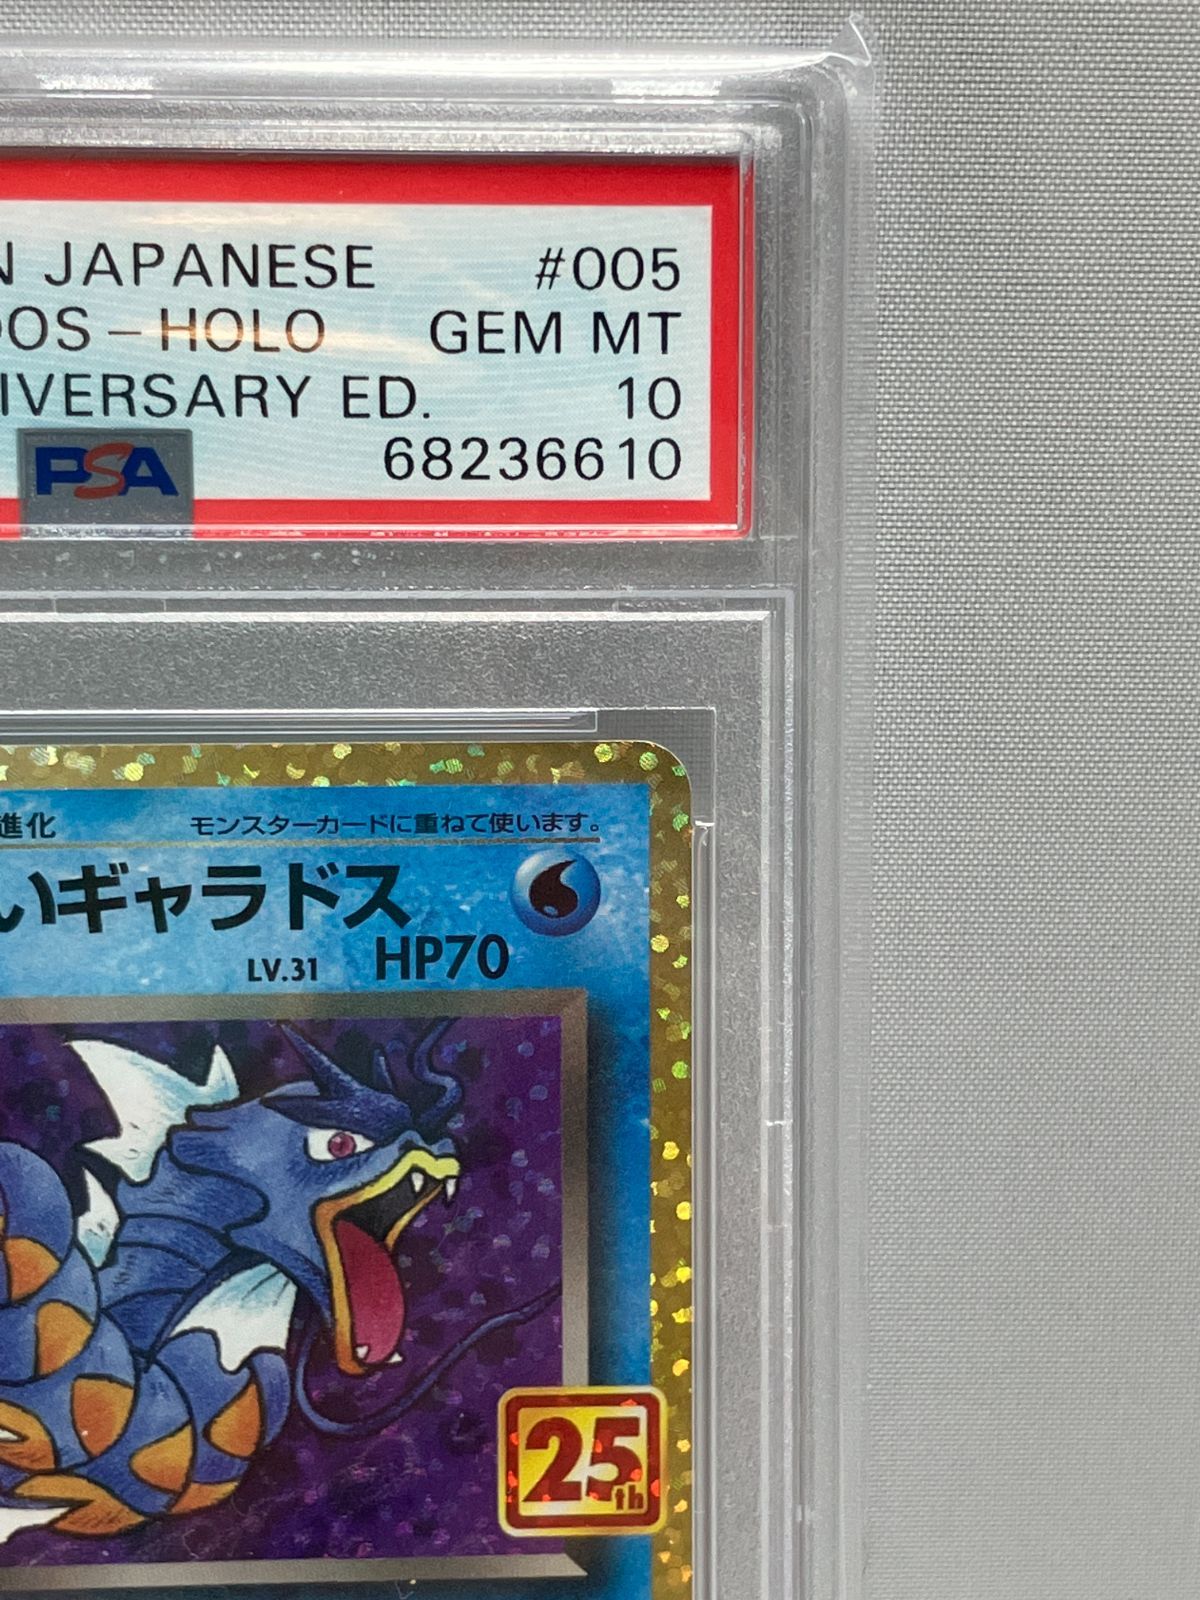 N JAPANESE #005
DOS – HOLO GEM MT
IVERSARY ED. 10
PSA 68236610
進化 モンスターカードに重ねて使います。
いギャラドス
LV.31 HP70
25th